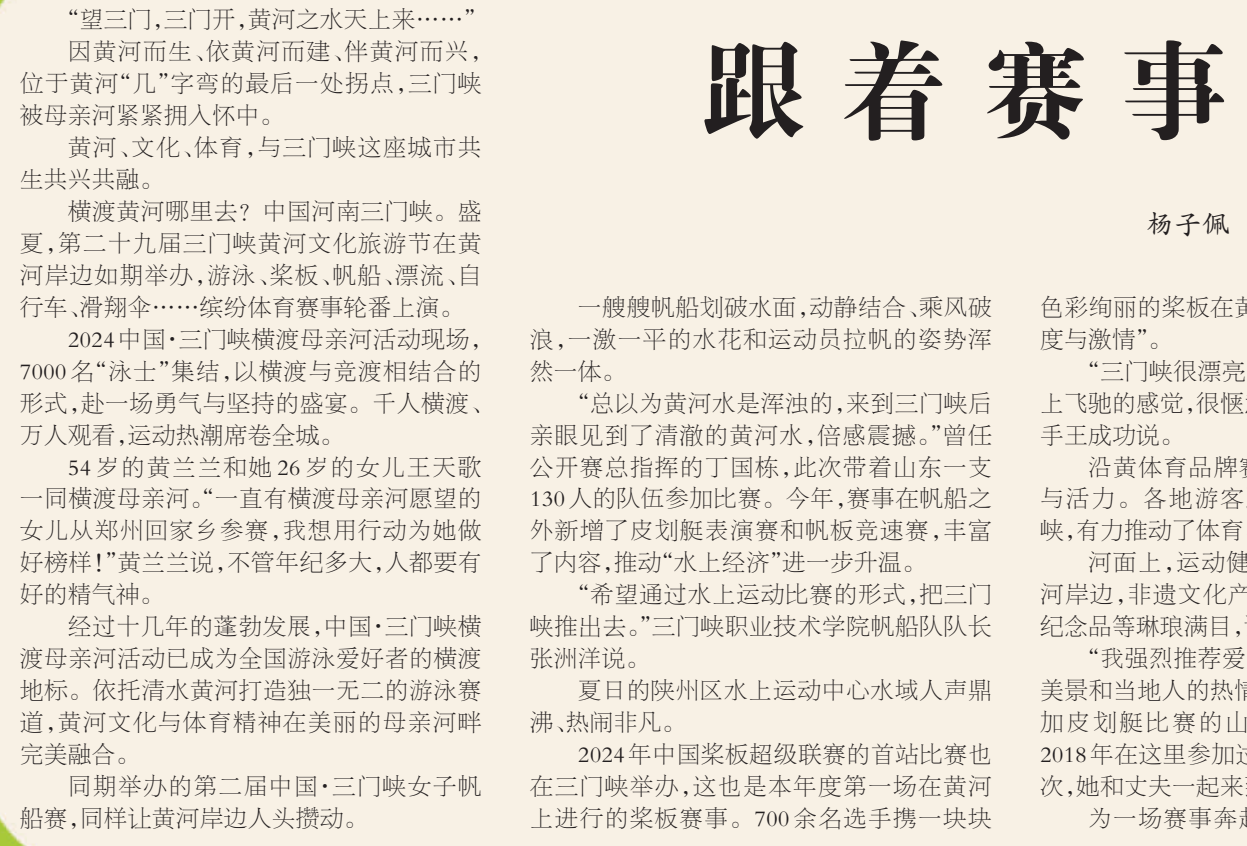 跟着赛事
杨子佩
“望三门,三门开,黄河之水天上来……”
因黄河而生、依黄河而建、伴黄河而兴,
位于黄河“几”字弯的最后一处拐点,三门峡
被母亲河紧紧拥入怀中。
黄河、文化、体育,与三门峡这座城市共
生共兴共融。
横渡黄河哪里去？中国河南三门峡。盛
夏,第二十九届三门峡黄河文化旅游节在黄
河岸边如期举办,游泳、桨板、帆船、漂流、自
行车、滑翔伞……缤纷体育赛事轮番上演。
2024中国·三门峡横渡母亲河活动现场,
7000名“泳士”集结,以横渡与竞渡相结合的
形式,赴一场勇气与坚持的盛宴。千人横渡、
万人观看,运动热潮席卷全城。
54岁的黄兰兰和她26岁的女儿王天歌
一同横渡母亲河。“一直有横渡母亲河愿望的
女儿从郑州回家乡参赛,我想用行动为她做
好榜样!”黄兰兰说,不管年纪多大,人都要有
好的精气神。
经过十几年的蓬勃发展,中国·三门峡横
渡母亲河活动已成为全国游泳爱好者的横渡
地标。依托清水黄河打造独一无二的游泳赛
道,黄河文化与体育精神在美丽的母亲河畔
完美融合。
同期举办的第二届中国·三门峡女子帆
船赛,同样让黄河岸边人头攒动。
一艘艘帆船划破水面,动静结合、乘风破
浪,一激一平的水花和运动员拉帆的姿势浑
然一体。
“总以为黄河水是浑浊的,来到三门峡后
亲眼见到了清澈的黄河水,倍感震撼。”曾任
公开赛总指挥的丁国栋,此次带着山东一支
130人的队伍参加比赛。今年,赛事在帆船之
外新增了皮划艇表演赛和帆板竞速赛,丰富
了内容,推动“水上经济”进一步升温。
“希望通过水上运动比赛的形式,把三门
峡推出去。”三门峡职业技术学院帆船队队长
张洲洋说。
夏日的陕州区水上运动中心水域人声鼎
沸、热闹非凡。
2024年中国桨板超级联赛的首站比赛也
在三门峡举办,这也是本年度第一场在黄河
上进行的桨板赛事。700余名选手携一块块
色彩绚丽的桨板在黄
度与激情”。
“三门峡很漂亮
上飞驰的感觉,很惬
手王成功说。
沿黄体育品牌赛
与活力。各地游客
峡,有力推动了体育
河面上,运动健
河岸边,非遗文化产
纪念品等琳琅满目,
“我强烈推荐爱
美景和当地人的热情
加皮划艇比赛的山
2018年在这里参加过
次,她和丈夫一起来
为一场赛事奔赴